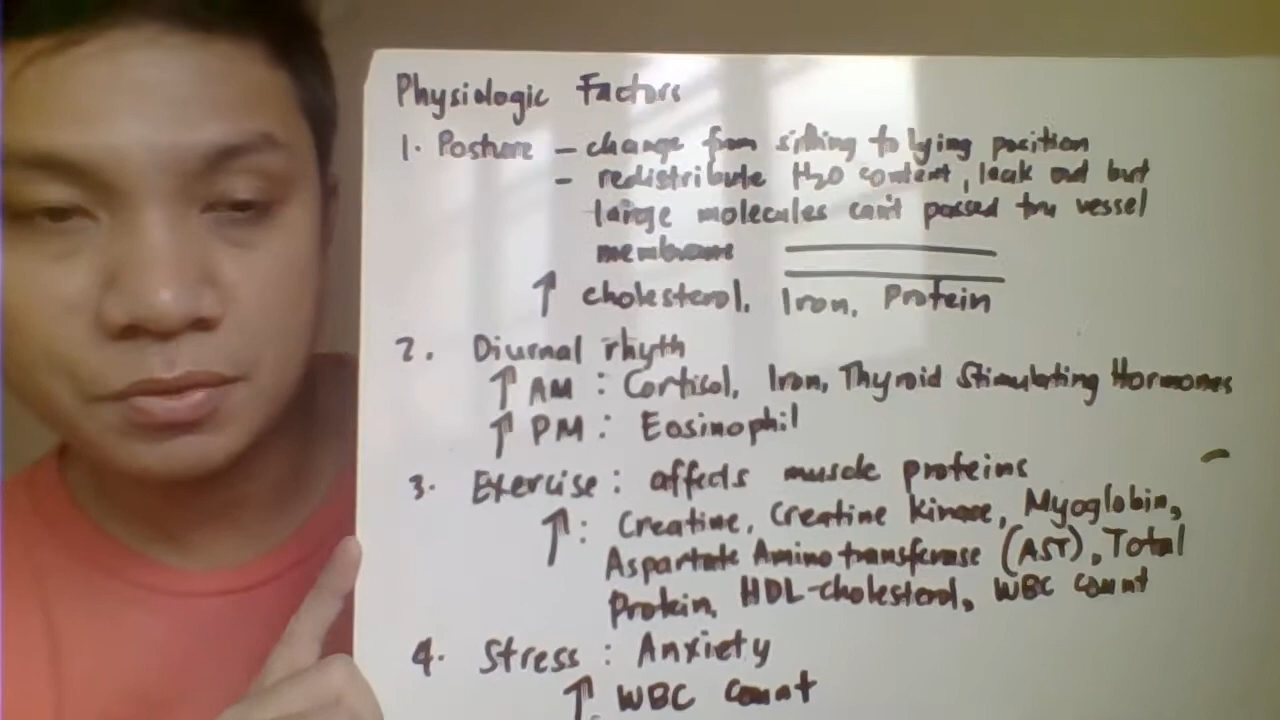 Physiologic Factors
1. Posture - change from sitting to lying position
- redistribute H2O content, leak out but
large molecules can't passed thru vessel
membrane
↑ cholesterol, Iron, Protein
2. Diurnal rhyth
↑ AM : Cortisol, Iron, Thyroid Stimulating Hormones
↑ PM : Eosinophil
3. Exercise : affects muscle proteins
↑ : Creatine, Creatine kinase, Myoglobin,
Aspartate Aminotransferase (AST), Total
Protein, HDL-cholesterol, WBC count
4. Stress : Anxiety
↑ WBC count